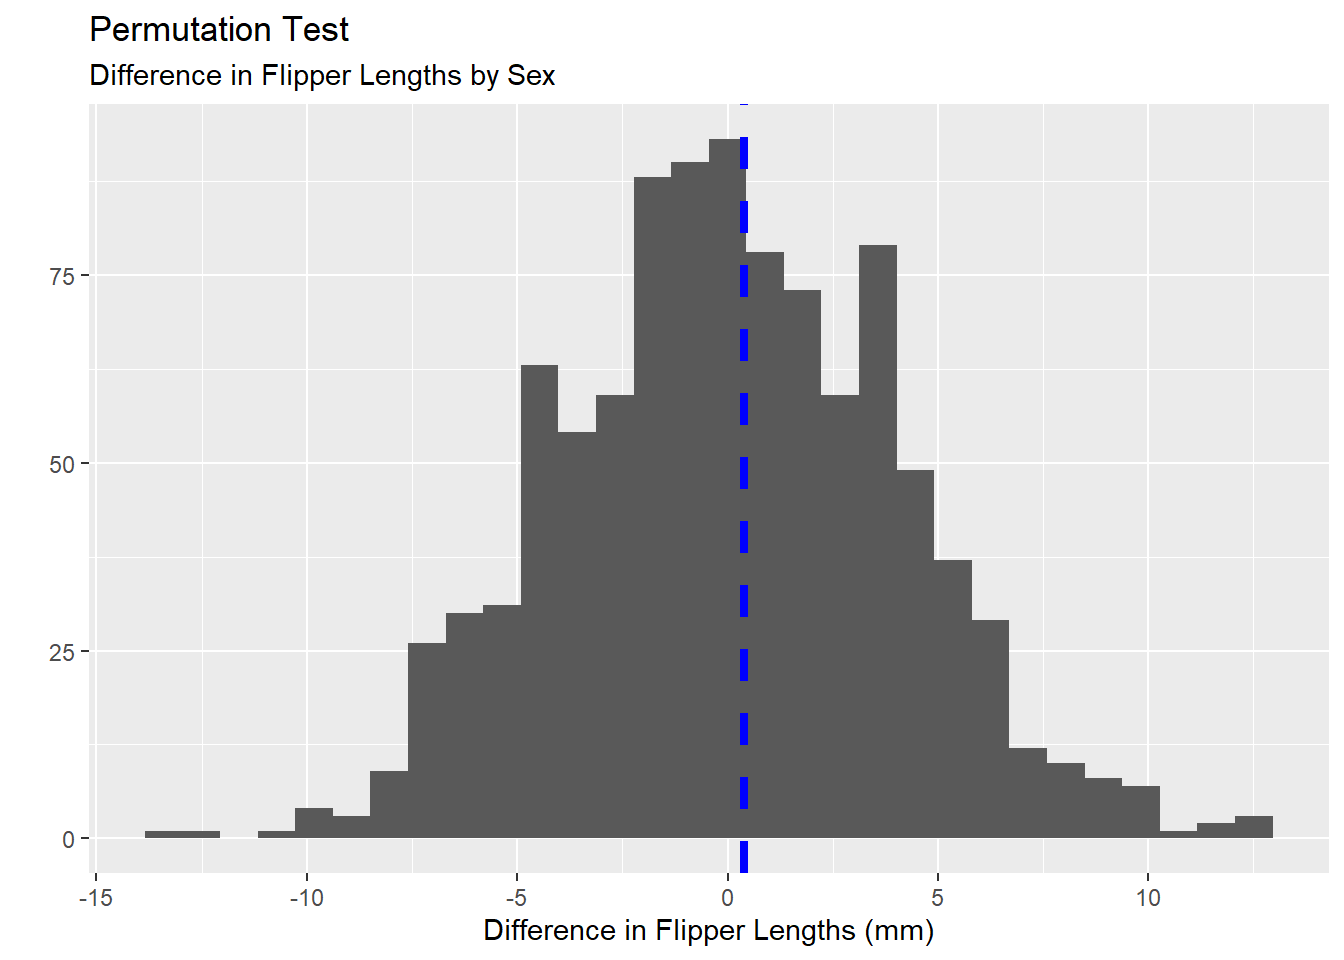 Permutation Test
Difference in Flipper Lengths by Sex
75
50
25
0
-15 -10 -5 0 5 10
Difference in Flipper Lengths (mm)